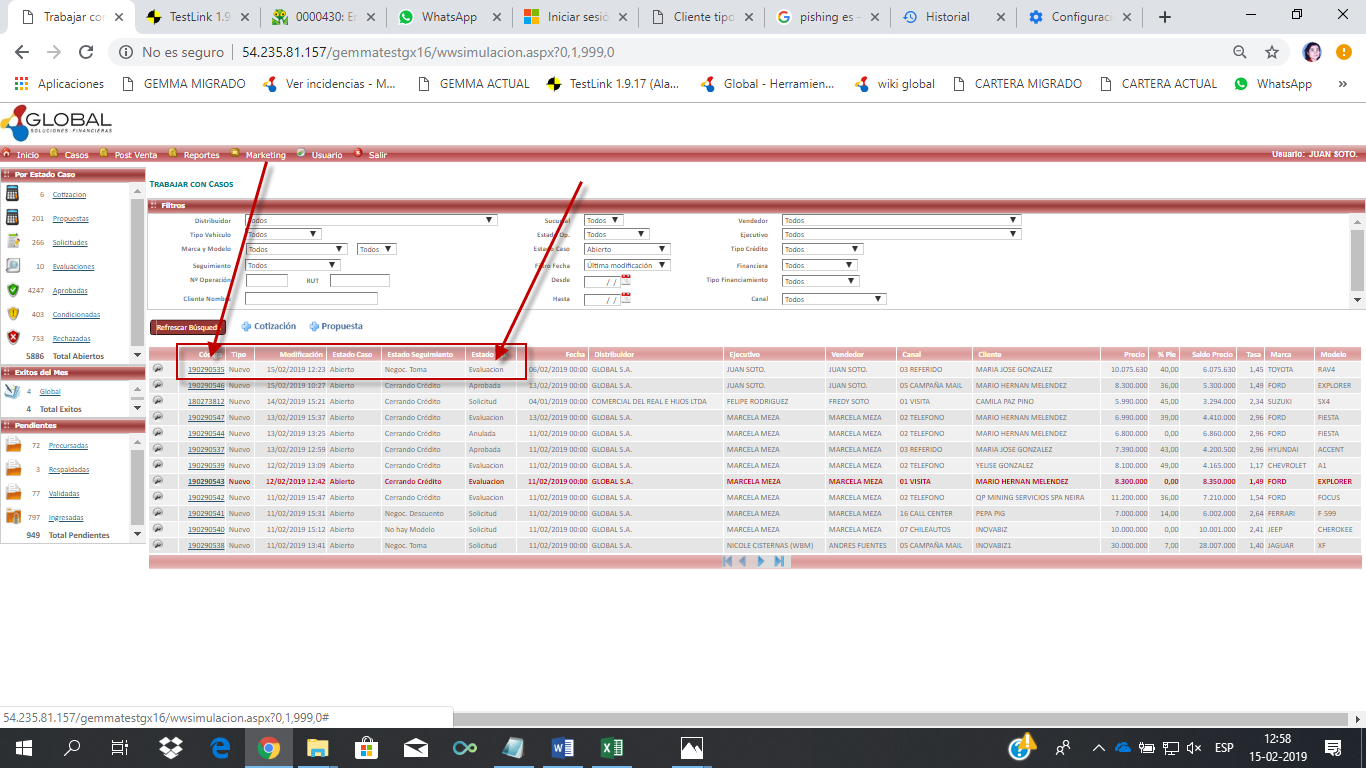 Trabajar con TestLink 1.9 0000430: Er WhatsApp Iniciar sesió Cliente tipo pishing es - Historial Configuraci
No es seguro 54.235.81.157/gemmatestgx16/wwsimulacion.aspx?0,1,999,0
Aplicaciones GEMMA MIGRADO Ver incidencias - M... GEMMA ACTUAL TestLink 1.9.17 (Ala... Global - Herramien... wiki global CARTERA MIGRADO CARTERA ACTUAL WhatsApp »
GLOBAL
SOLUCIONES FINANCIERAS
Inicio Casos Post Venta Reportes Marketing Usuario Salir Usuario: JUAN SOTO.
Por Estado Caso
6 Cotizacion
201 Propuestas
266 Solicitudes
10 Evaluaciones
4247 Aprobadas
403 Condicionadas
753 Rechazadas
5886 Total Abiertos
Exitos del Mes
4 Global
4 Total Exitos
Pendientes
72 Precursadas
3 Respaldadas
77 Validadas
797 Ingresadas
949 Total Pendientes
TRABAJAR CON CASOS
Filtros
Distribuidor Todos Sucursal Todos Vendedor Todos
Tipo Vehículo Todos Estado Op. Todos Ejecutivo Todos
Marca y Modelo Todos Todos Estado Caso Abierto Tipo Crédito Todos
Seguimiento Todos Filtro Fecha Última modificación Financiera Todos
Nº Operación RUT Desde / / Tipo Financiamiento Todos
Cliente Nombre Hasta / / Canal Todos
Refrescar Búsqueda Cotización Propuesta
Tipo Modificación Estado Caso Estado Seguimiento Estado Fecha Distribuidor Ejecutivo Vendedor Canal Cliente Precio % Pie Saldo Precio Tasa Marca Modelo
190290535 Nuevo 15/02/2019 12:23 Abierto Negoc. Toma Evaluacion 06/02/2019 00:00 GLOBAL S.A. JUAN SOTO. JUAN SOTO. 03 REFERIDO MARIA JOSE GONZALEZ 10.075.630 40,00 6.075.630 1,45 TOYOTA RAV4
190290546 Nuevo 15/02/2019 10:27 Abierto Cerrando Crédito Aprobada 13/02/2019 00:00 GLOBAL S.A. JUAN SOTO. JUAN SOTO. 05 CAMPAÑA MAIL MARIO HERNAN MELENDEZ 8.300.000 36,00 5.300.000 1,49 FORD EXPLORER
180273812 Nuevo 14/02/2019 15:21 Abierto Cerrando Crédito Solicitud 04/01/2019 00:00 COMERCIAL DEL REAL E HIJOS LTDA FELIPE RODRIGUEZ FREDY SOTO 01 VISITA CAMILA PAZ PINO 5.990.000 45,00 3.294.000 2,34 SUZUKI SX4
190290547 Nuevo 13/02/2019 15:37 Abierto Cerrando Crédito Evaluacion 13/02/2019 00:00 GLOBAL S.A. MARCELA MEZA MARCELA MEZA 02 TELEFONO MARIO HERNAN MELENDEZ 6.990.000 39,00 4.410.000 2,96 FORD FIESTA
190290544 Nuevo 13/02/2019 13:25 Abierto Cerrando Crédito Anulada 11/02/2019 00:00 GLOBAL S.A. MARCELA MEZA MARCELA MEZA 02 TELEFONO MARIO HERNAN MELENDEZ 6.800.000 0,00 6.860.000 2,96 FORD FIESTA
190290537 Nuevo 13/02/2019 12:59 Abierto Cerrando Crédito Aprobada 11/02/2019 00:00 GLOBAL S.A. MARCELA MEZA MARCELA MEZA 03 REFERIDO MARIO HERNAN MELENDEZ 7.390.000 43,00 4.200.500 2,96 HYUNDAI ACCENT
190290539 Nuevo 12/02/2019 13:09 Abierto Cerrando Crédito Evaluacion 11/02/2019 00:00 GLOBAL S.A. MARCELA MEZA MARCELA MEZA 02 TELEFONO YELISE GONZALEZ 8.100.000 49,00 4.165.000 1,17 CHEVROLET A1
190290543 Nuevo 12/02/2019 12:42 Abierto Cerrando Crédito Evaluacion 11/02/2019 00:00 GLOBAL S.A. MARCELA MEZA MARCELA MEZA 01 VISITA MARIO HERNAN MELENDEZ 8.300.000 0,00 8.350.000 1,49 FORD EXPLORER
190290542 Nuevo 11/02/2019 15:47 Abierto Cerrando Crédito Evaluacion 11/02/2019 00:00 GLOBAL S.A. MARCELA MEZA MARCELA MEZA 02 TELEFONO QP MINING SERVICIOS SPA NEIRA 11.200.000 36,00 7.210.000 1,54 FORD FOCUS
190290541 Nuevo 11/02/2019 15:31 Abierto Negoc. Descuento Solicitud 11/02/2019 00:00 GLOBAL S.A. MARCELA MEZA MARCELA MEZA 16 CALL CENTER PEPA PIG 7.000.000 14,00 6.002.000 2,64 FERRARI F-599
190290540 Nuevo 11/02/2019 15:12 Abierto No hay Modelo Solicitud 11/02/2019 00:00 GLOBAL S.A. MARCELA MEZA MARCELA MEZA 07 CHILEAUTOS INOVABIZ 10.000.000 0,00 10.001.000 2,41 JEEP CHEROKEE
190290538 Nuevo 11/02/2019 13:41 Abierto Negoc. Toma Solicitud 11/02/2019 00:00 GLOBAL S.A. NICOLE CISTERNAS (WBM) ANDRES FUENTES 05 CAMPAÑA MAIL INOVABIZ1 30.000.000 7,00 28.007.000 1,40 JAGUAR XF
54.235.81.157/gemmatestgx16/wwsimulacion.aspx?0,1,999,0#
ESP 12:58
15-02-2019